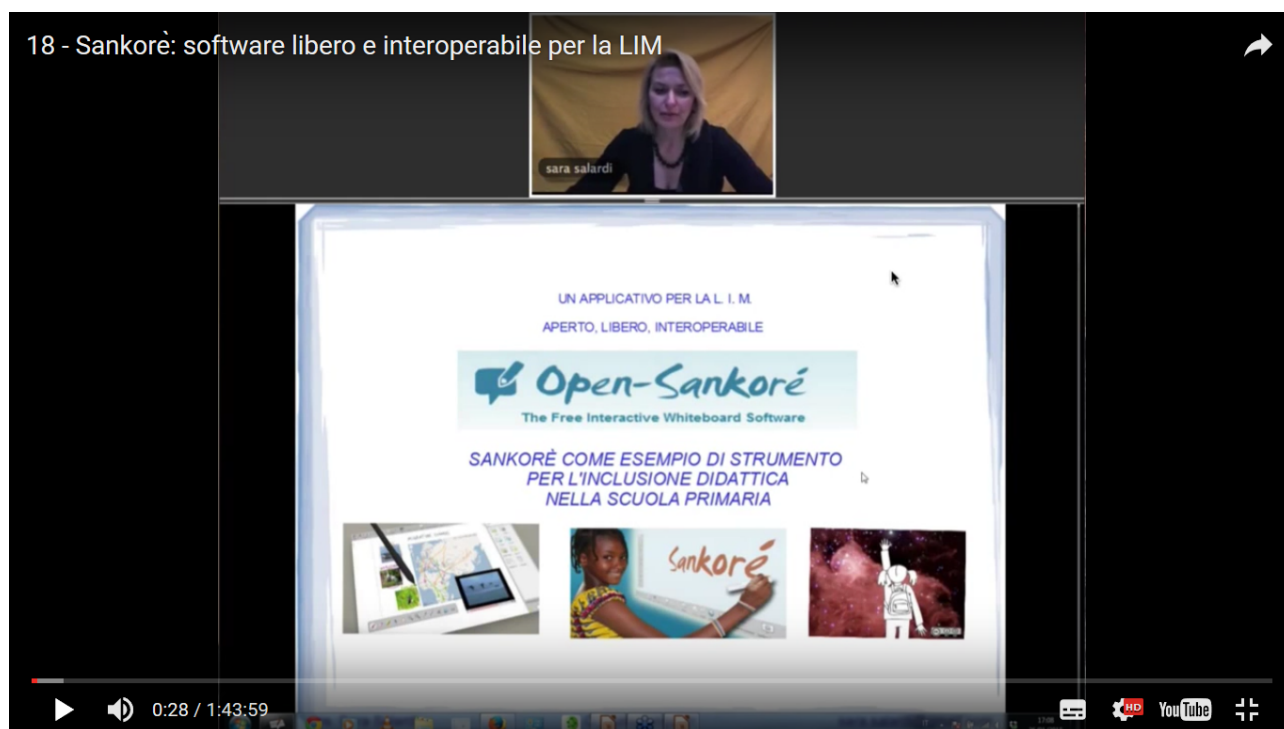 18 - Sankorè: software libero e interoperabile per la LIM
sara salardi
UN APPLICATIVO PER LA L. I. M.
APERTO, LIBERO, INTEROPERABILE
Open-Sankoré
The Free Interactive Whiteboard Software
SANKORÈ COME ESEMPIO DI STRUMENTO
PER L'INCLUSIONE DIDATTICA
NELLA SCUOLA PRIMARIA
Sankoré
0:28 / 1:43:59
HD
YouTube
17:08